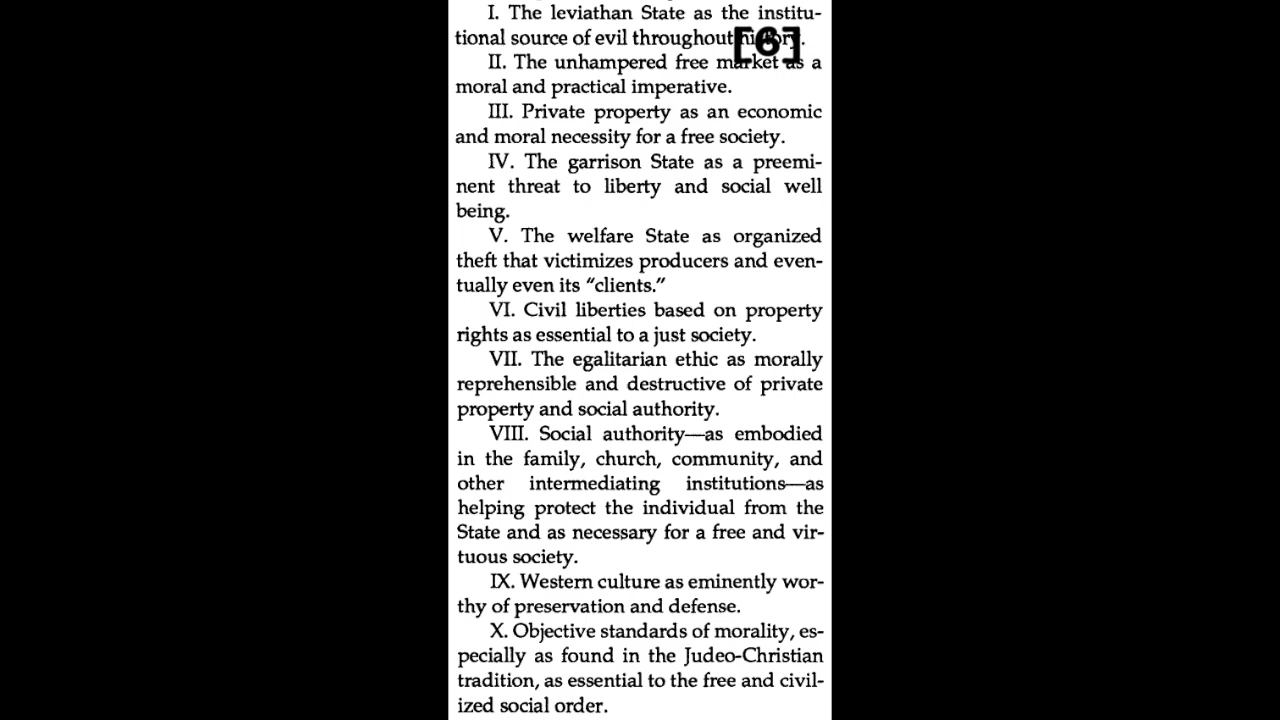 I. The leviathan State as the institu-
tional source of evil throughout history.
[6]
II. The unhampered free market as a
moral and practical imperative.
III. Private property as an economic
and moral necessity for a free society.
IV. The garrison State as a preemi-
nent threat to liberty and social well
being.
V. The welfare State as organized
theft that victimizes producers and even-
tually even its “clients.”
VI. Civil liberties based on property
rights as essential to a just society.
VII. The egalitarian ethic as morally
reprehensible and destructive of private
property and social authority.
VIII. Social authority—as embodied
in the family, church, community, and
other intermediating institutions—as
helping protect the individual from the
State and as necessary for a free and vir-
tuous society.
IX. Western culture as eminently wor-
thy of preservation and defense.
X. Objective standards of morality, es-
pecially as found in the Judeo-Christian
tradition, as essential to the free and civil-
ized social order.